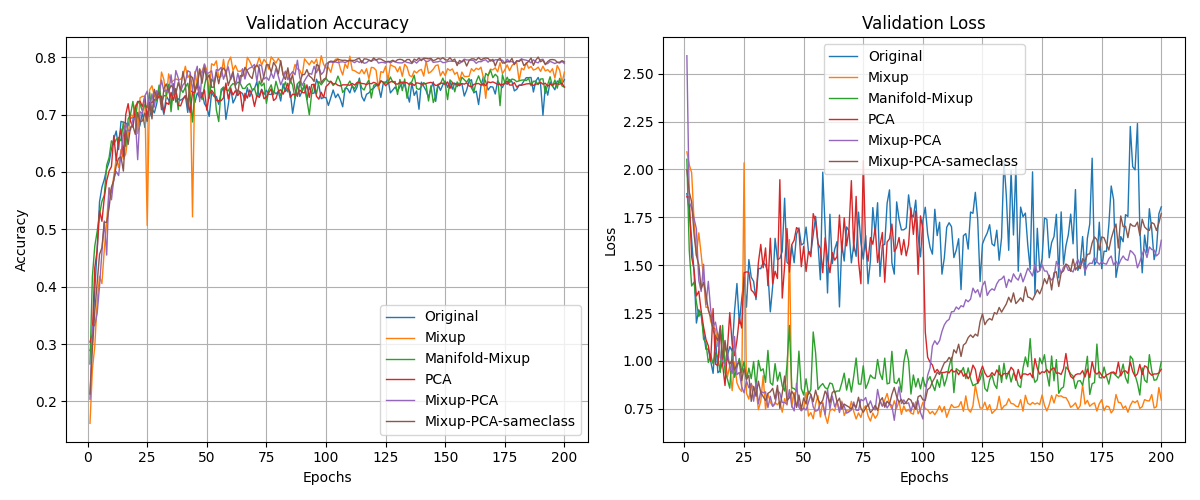 Validation Accuracy
Accuracy
0.8
0.7
0.6
0.5
0.4
0.3
0.2
Original
Mixup
Manifold-Mixup
PCA
Mixup-PCA
Mixup-PCA-sameclass
0 25 50 75 100 125 150 175 200
Epochs
Validation Loss
Loss
2.50
2.25
2.00
1.75
1.50
1.25
1.00
0.75
Original
Mixup
Manifold-Mixup
PCA
Mixup-PCA
Mixup-PCA-sameclass
0 25 50 75 100 125 150 175 200
Epochs